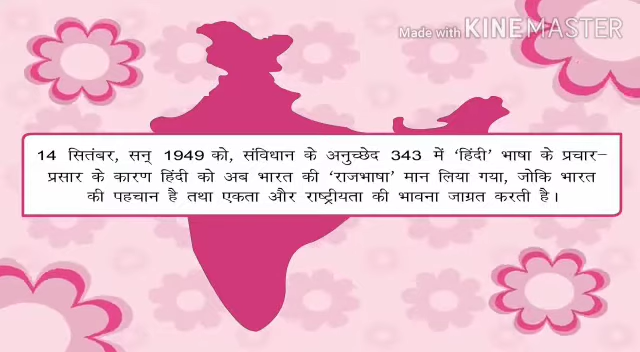 Made with KINEMASTER
14 सितंबर, सन् 1949 को, संविधान के अनुच्छेद 343 में ‘हिंदी’ भाषा के प्रचार–
प्रसार के कारण हिंदी को अब भारत की ‘राजभाषा’ मान लिया गया, जोकि भारत
की पहचान है तथा एकता और राष्ट्रीयता की भावना जाग्रत करती है।